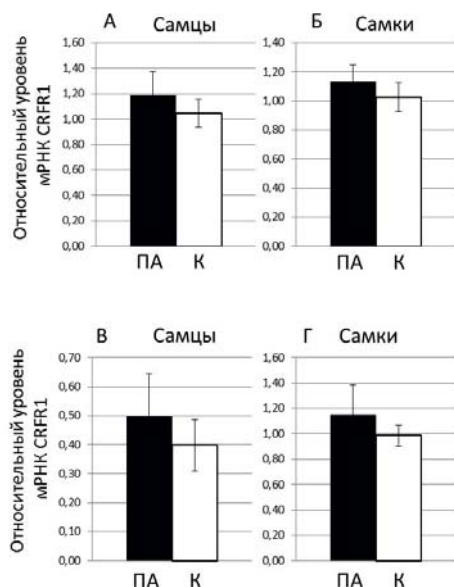 А Самцы
Б Самки
Относительный уровень
мРНК CRFR1
1,60
1,40
1,20
1,00
0,80
0,60
0,40
0,20
0,00
ПА К
1,40
1,20
1,00
0,80
0,60
0,40
0,20
0,00
ПА К
В Самцы
Г Самки
Относительный уровень
мРНК CRFR1
0,70
0,60
0,50
0,40
0,30
0,20
0,10
0,00
ПА К
1,60
1,40
1,20
1,00
0,80
0,60
0,40
0,20
0,00
ПА К